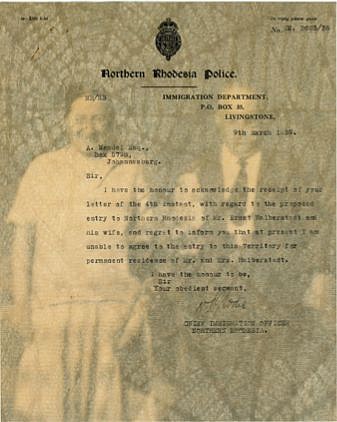 Northern Rhodesia Police.
IMMIGRATION DEPARTMENT,
P.O. BOX 35,
LIVINGSTONE.
9th March 1939.
A. Mendel Esq.,
Box 5794,
Johannesburg.
Sir,
I have the honour to acknowledge the receipt of your
letter of the 4th instant, with regard to the proposed
entry to Northern Rhodesia of Mr. Ernst Halberstadt and
his wife, and regret to inform you that at present I am
unable to agree to the entry to this Territory for
permanent residence of Mr. and Mrs. Halberstadt.
I have the honour to be,
Sir
Your obedient servant.
CHIEF IMMIGRATION OFFICER
NORTHERN RHODESIA.